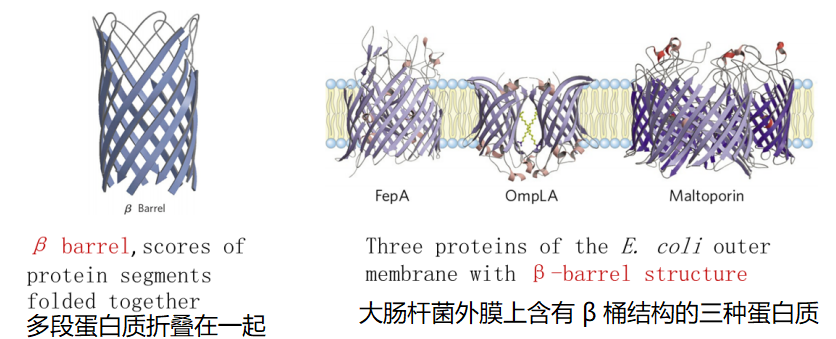 β Barrel
FepA
OmpLA
Maltoporin
β barrel,scores of
protein segments
folded together
多段蛋白质折叠在一起
Three proteins of the E. coli outer
membrane with β-barrel structure
大肠杆菌外膜上含有 β 桶结构的三种蛋白质